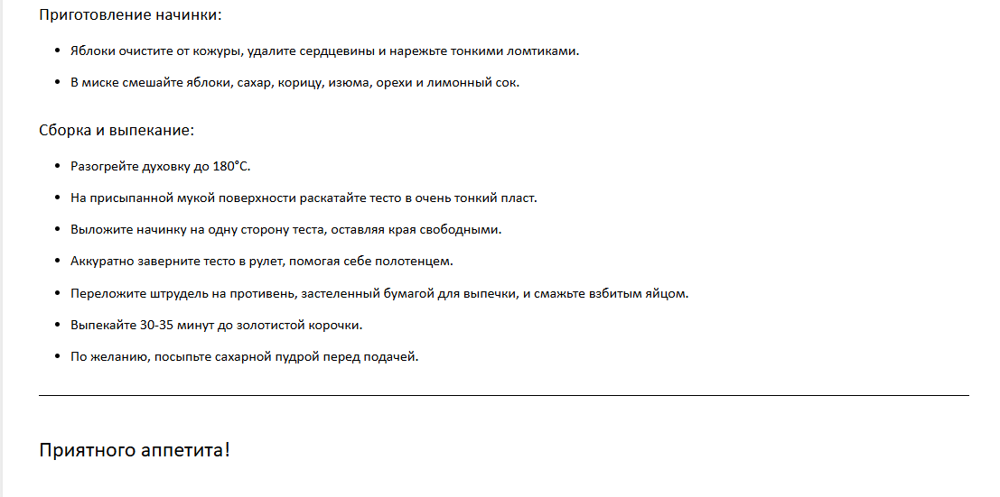 Приготовление начинки:
• Яблоки очистите от кожуры, удалите сердцевины и нарежьте тонкими ломтиками.
• В миске смешайте яблоки, сахар, корицу, изюма, орехи и лимонный сок.
Сборка и выпекание:
• Разогрейте духовку до 180°C.
• На присыпанной мукой поверхности раскатайте тесто в очень тонкий пласт.
• Выложите начинку на одну сторону теста, оставляя края свободными.
• Аккуратно заверните тесто в рулет, помогая себе полотенцем.
• Переложите штрудель на противень, застеленный бумагой для выпечки, и смажьте взбитым яйцом.
• Выпекайте 30-35 минут до золотистой корочки.
• По желанию, посыпьте сахарной пудрой перед подачей.
Приятного аппетита!